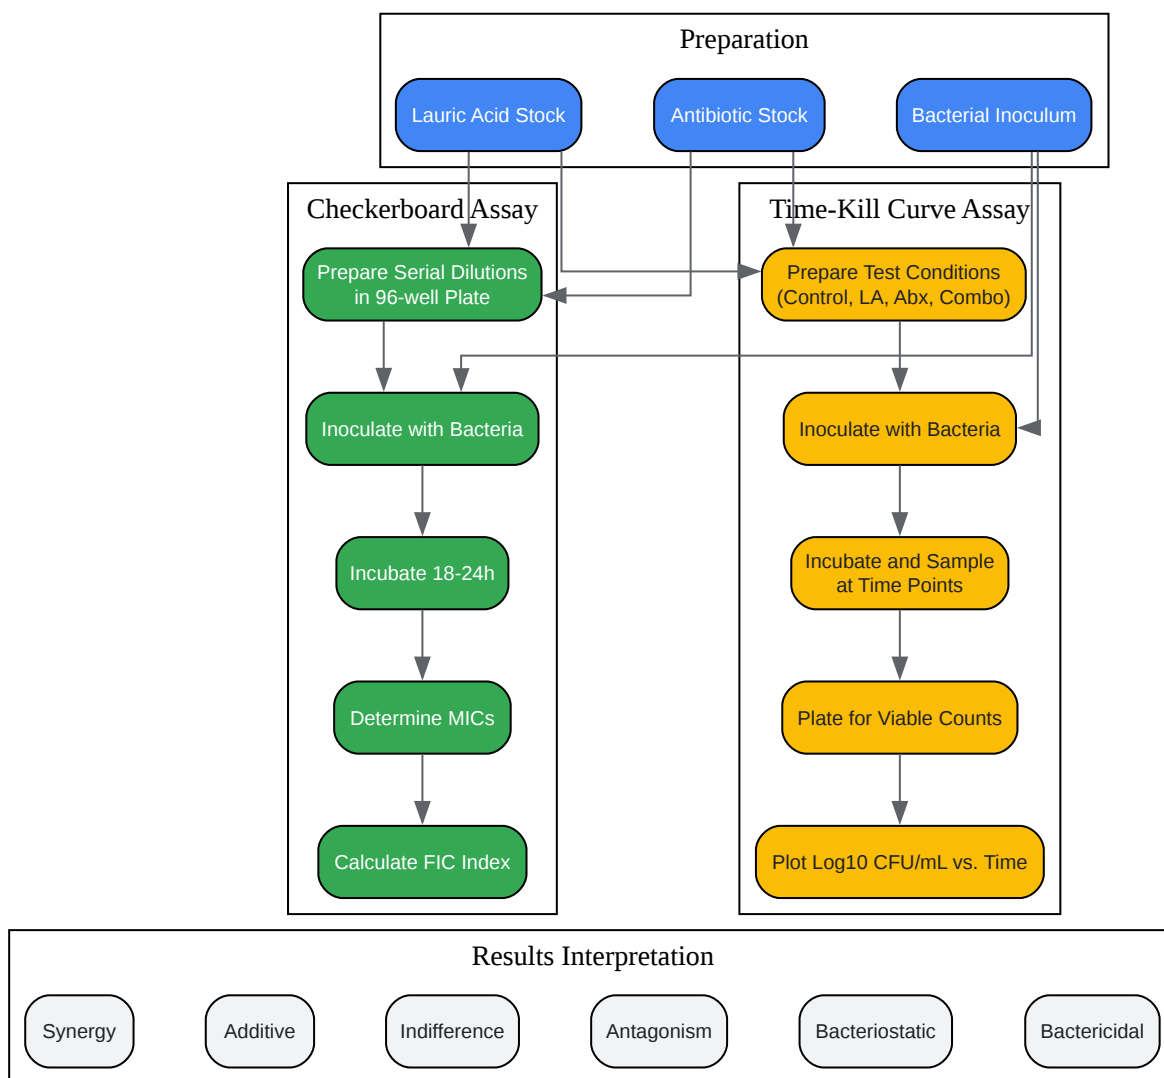 Preparation
Lauric Acid Stock
Antibiotic Stock
Bacterial Inoculum
Checkerboard Assay
Prepare Serial Dilutions
in 96-well Plate
Inoculate with Bacteria
Incubate 18-24h
Determine MICs
Calculate FIC Index
Time-Kill Curve Assay
Prepare Test Conditions
(Control, LA, Abx, Combo)
Inoculate with Bacteria
Incubate and Sample
at Time Points
Plate for Viable Counts
Plot Log10 CFU/mL vs. Time
Results Interpretation
Synergy
Additive
Indifference
Antagonism
Bacteriostatic
Bactericidal